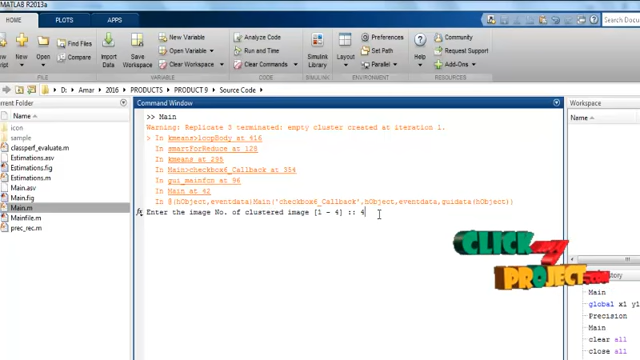 MATLAB R2013a
HOME PLOTS APPS
Search Docu
Find Files
Compare
Import Data
Save Workspace
New Variable
Open Variable
Clear Workspace
Analyze Code
Run and Time
Clear Commands
Simulink Library
Layout
Preferences
Set Path
Parallel
Community
Request Support
Add-Ons
FILE VARIABLE CODE SIMULINK ENVIRONMENT RESOURCES
D: Amar 2016 PRODUCTS PRODUCT 9 Source Code
Current Folder
Name
icon
sample
classperf_evaluate.m
Estimations.asv
Estimations.fig
Estimations.m
Main.asv
Main.fig
Main.m
Mainfile.m
prec_rec.m
Command Window
>> Main
Warning: Replicate 3 terminated: empty cluster created at iteration 1.
> In kmeans>loopBody at 416
In smartForReduce at 128
In kmeans at 295
In Main>checkbox6_Callback at 354
In gui_mainfcn at 96
In Main at 42
In @(hObject,eventdata)Main('checkbox6_Callback',hObject,eventdata,guidata(hObject))
fx Enter the image No. of clustered image [1 - 4] :: 4
Workspace
Name
CLICK
PROJECT.COM
History
Main
global x1 y1
Precision
Main
clear all
close all